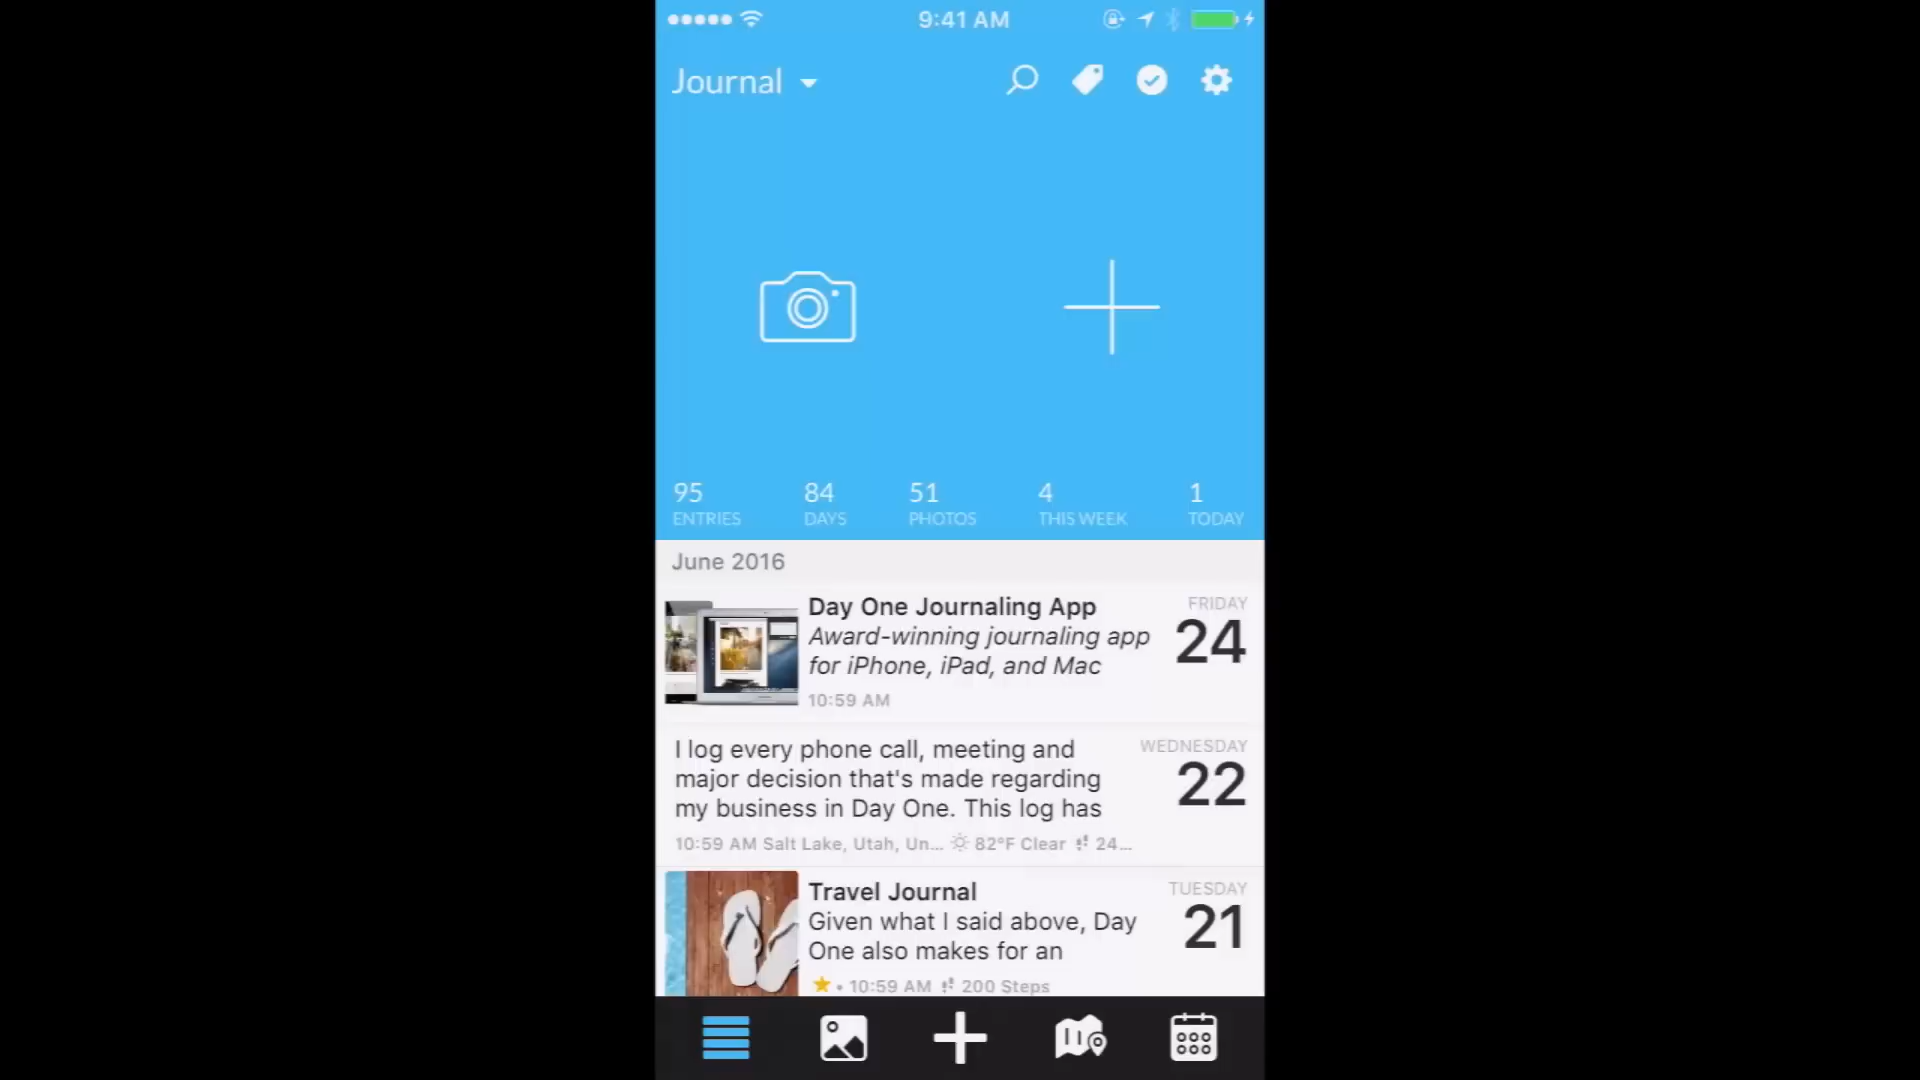 9:41 AM
Journal
95 84 51 4 1
ENTRIES DAYS PHOTOS THIS WEEK TODAY
June 2016
Day One Journaling App
Award-winning journaling app
for iPhone, iPad, and Mac
10:59 AM
FRIDAY
24
I log every phone call, meeting and
major decision that's made regarding
my business in Day One. This log has
10:59 AM Salt Lake, Utah, Un... 82°F Clear 24...
WEDNESDAY
22
Travel Journal
Given what I said above, Day
One also makes for an
• 10:59 AM 200 Steps
TUESDAY
21